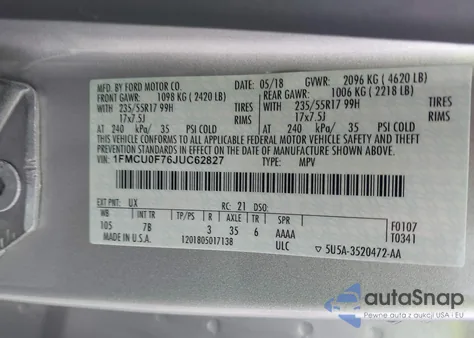 MFD. BY FORD MOTOR CO. 05/18 GVWR: 2096 KG ( 4620 LB)
FRONT GAWR: 1098 KG ( 2420 LB) REAR GAWR: 1006 KG ( 2218 LB)
235/55R17 99H TIRES 235/55R17 99H TIRES
17x7.5J RIMS 17x7.5J RIMS
AT 240 kPa/ 35 PSI COLD AT 240 kPa/ 35 PSI COLD
THIS VEHICLE CONFORMS TO ALL APPLICABLE FEDERAL MOTOR VEHICLE SAFETY AND THEFT
PREVENTION STANDARDS IN EFFECT ON THE DATE OF MANUFACTURE SHOWN ABOVE.
VIN: 1FMCU0F76JUC62827 TYPE: MPV
EXT PNT: UX RC: 21 DSO:
WB INT TR TP/PS R AXLE TR SPR
105 7B 3 35 6 AAAA F0107
T0341
MADE IN U.S.A. 1201805017138 ULC ▽ 5U5A-3520472-AA
autoSnap
Pewne auto z aukcji USA i EU